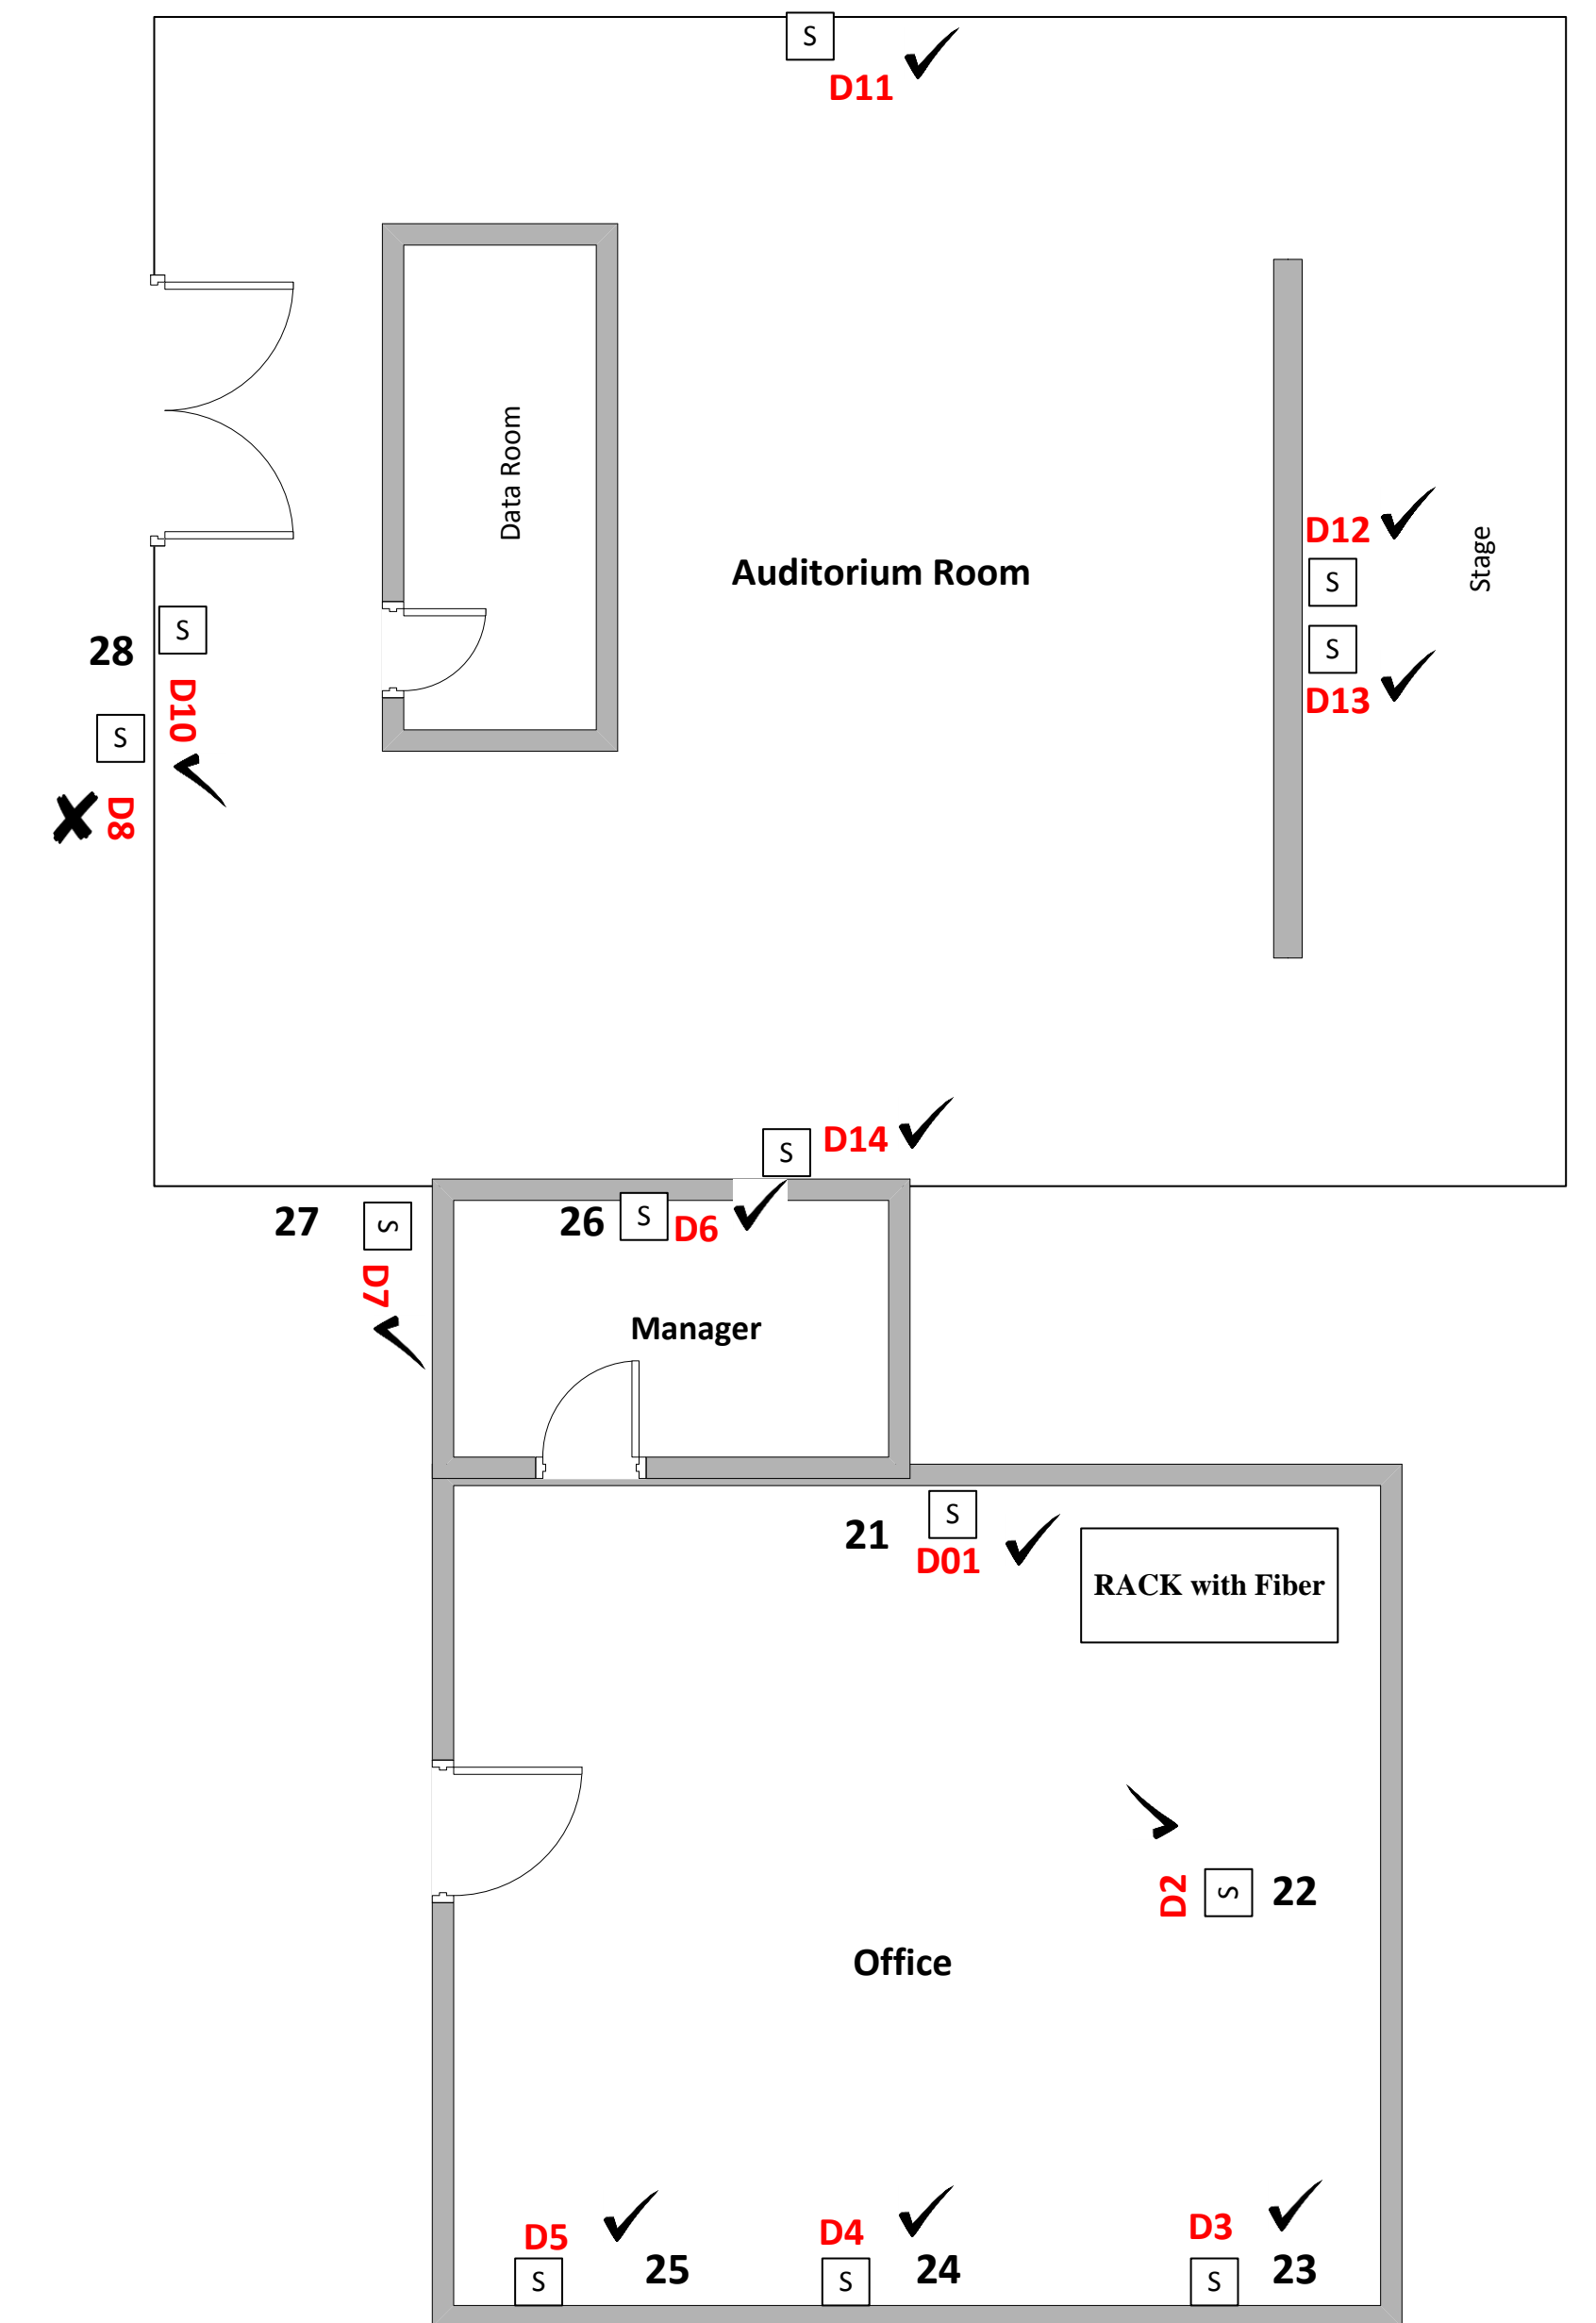 S
D11
Data Room
Auditorium Room
D12
S
Stage
S
D13
28
S
D10
S
D8
S
D14
27
S
D7
26
S
D6
Manager
21
S
D01
RACK with Fiber
D2
S
22
Office
D5
S
25
D4
S
24
D3
S
23